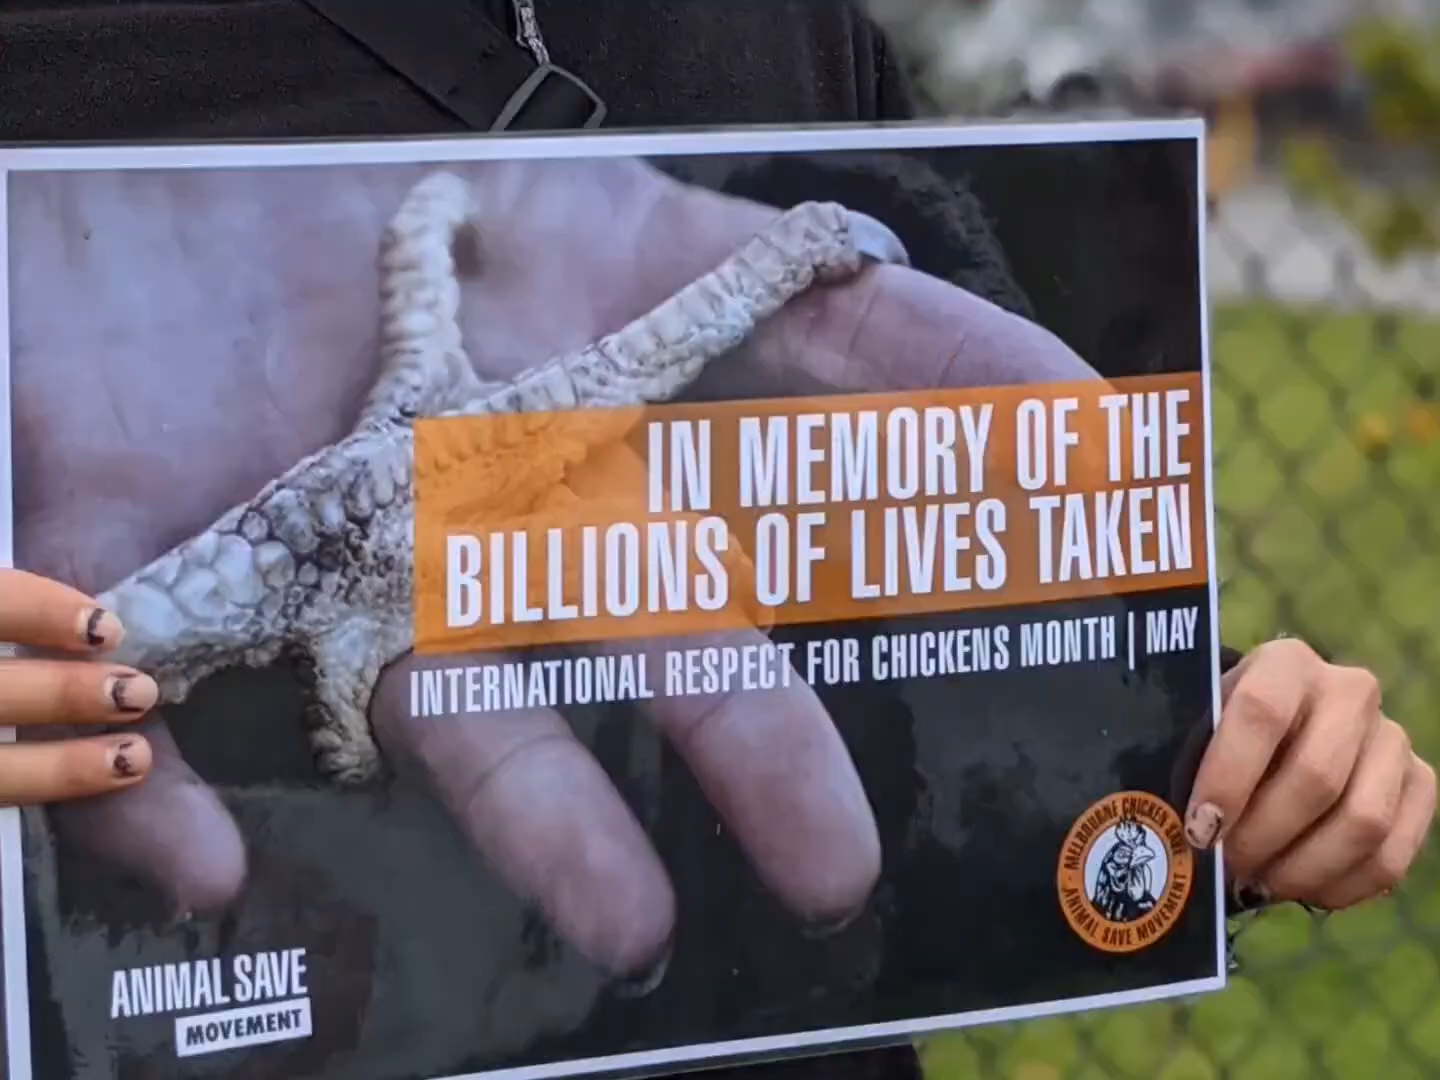 IN MEMORY OF THE
BILLIONS OF LIVES TAKEN
INTERNATIONAL RESPECT FOR CHICKENS MONTH | MAY
MELBOURNE CHICKEN SAVE
ANIMAL SAVE MOVEMENT
ANIMAL SAVE
MOVEMENT